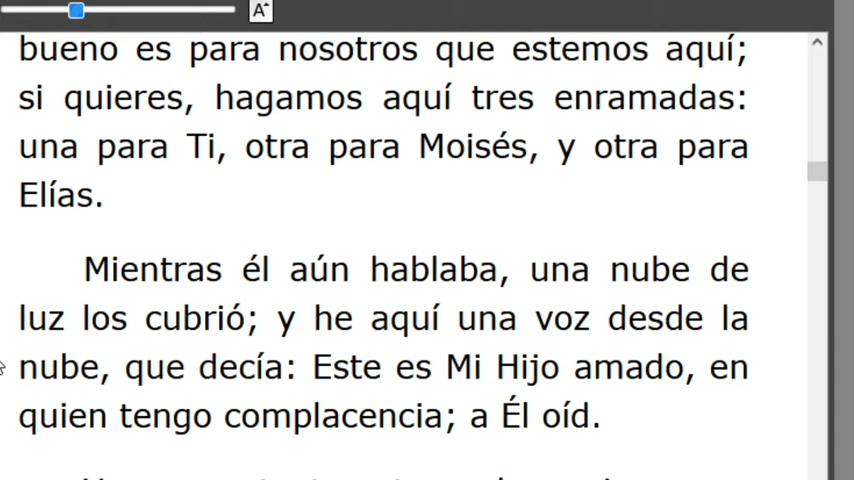 A
bueno es para nosotros que estemos aquí;
si quieres, hagamos aquí tres enramadas:
una para Ti, otra para Moisés, y otra para
Elías.
Mientras él aún hablaba, una nube de
luz los cubrió; y he aquí una voz desde la
nube, que decía: Este es Mi Hijo amado, en
quien tengo complacencia; a Él oíd.